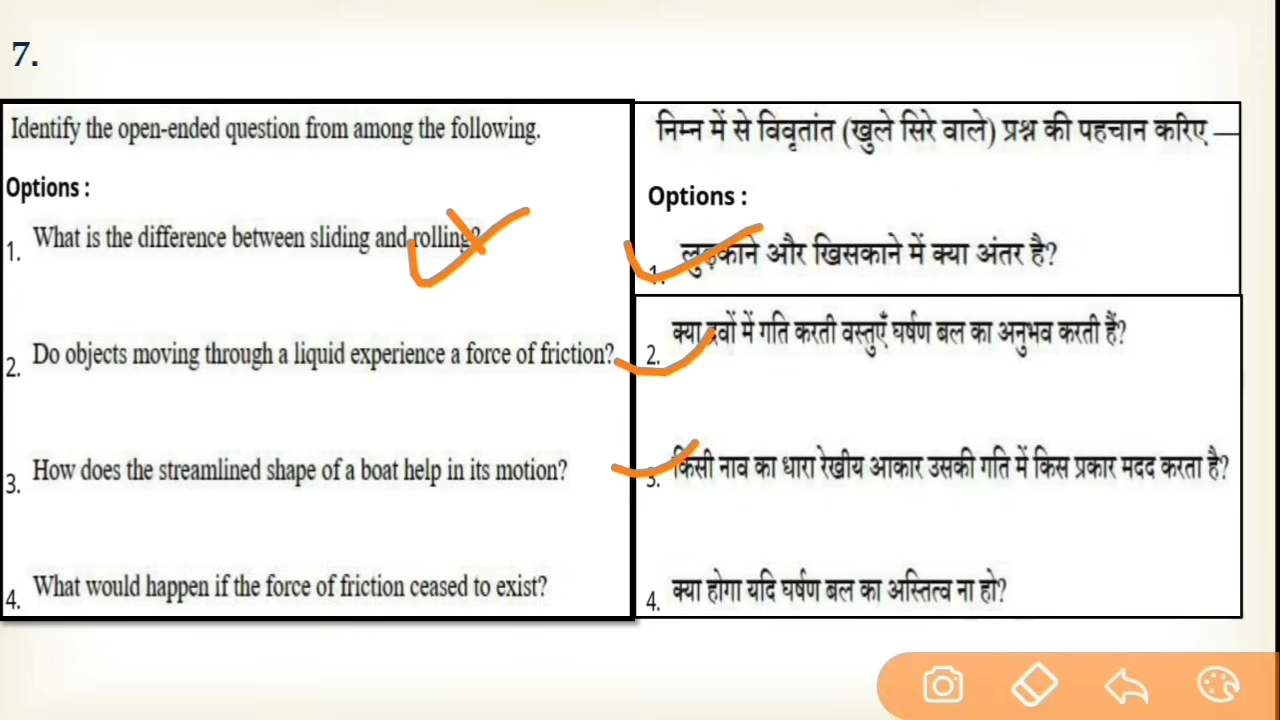 7.
Identify the open-ended question from among the following.
Options :
1. What is the difference between sliding and rolling?
2. Do objects moving through a liquid experience a force of friction?
3. How does the streamlined shape of a boat help in its motion?
4. What would happen if the force of friction ceased to exist?
निम्न में से विवृतांत (खुले सिरे वाले) प्रश्न की पहचान करिए —
Options :
1. लुढ़काने और खिसकाने में क्या अंतर है?
2. क्या द्रवों में गति करती वस्तुएँ घर्षण बल का अनुभव करती हैं?
3. किसी नाव का धारा रेखीय आकार उसकी गति में किस प्रकार मदद करता है?
4. क्या होगा यदि घर्षण बल का अस्तित्व ना हो?